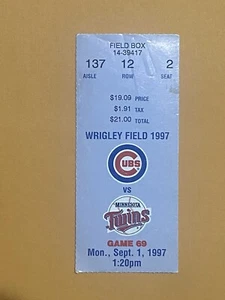 FIELD BOX
14-39417
137 12 2
AISLE ROW SEAT
$19.09 PRICE
$1.91 TAX
$21.00 TOTAL
WRIGLEY FIELD 1997
CUBS
VS
MINNESOTA
Twins
GAME 69
Mon., Sept. 1, 1997
1:20pm